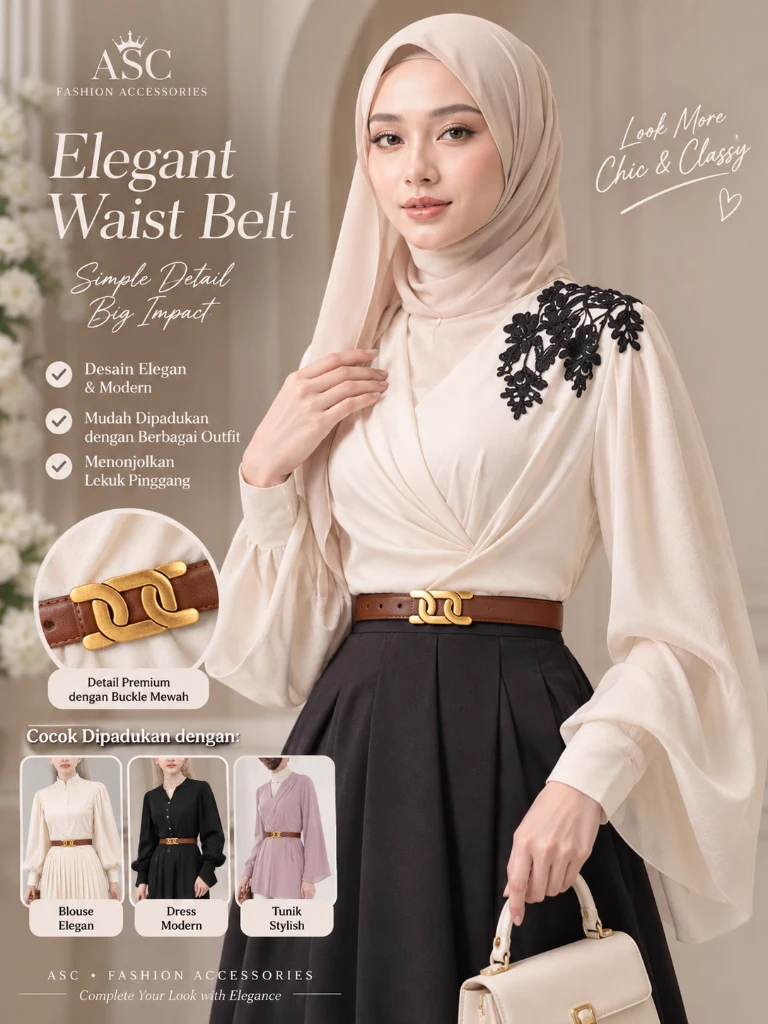 ASC
FASHION ACCESSORIES
Elegant
Waist Belt
Simple Detail
Big Impact
Look More
Chic & Classy
Desain Elegan
& Modern
Mudah Dipadukan
dengan Berbagai Outfit
Menonjolkan
Lekuk Pinggang
Detail Premium
dengan Buckle Mewah
Cocok Dipadukan dengan:
Blouse
Elegan
Dress
Modern
Tunik
Stylish
ASC • FASHION ACCESSORIES
Complete Your Look with Elegance